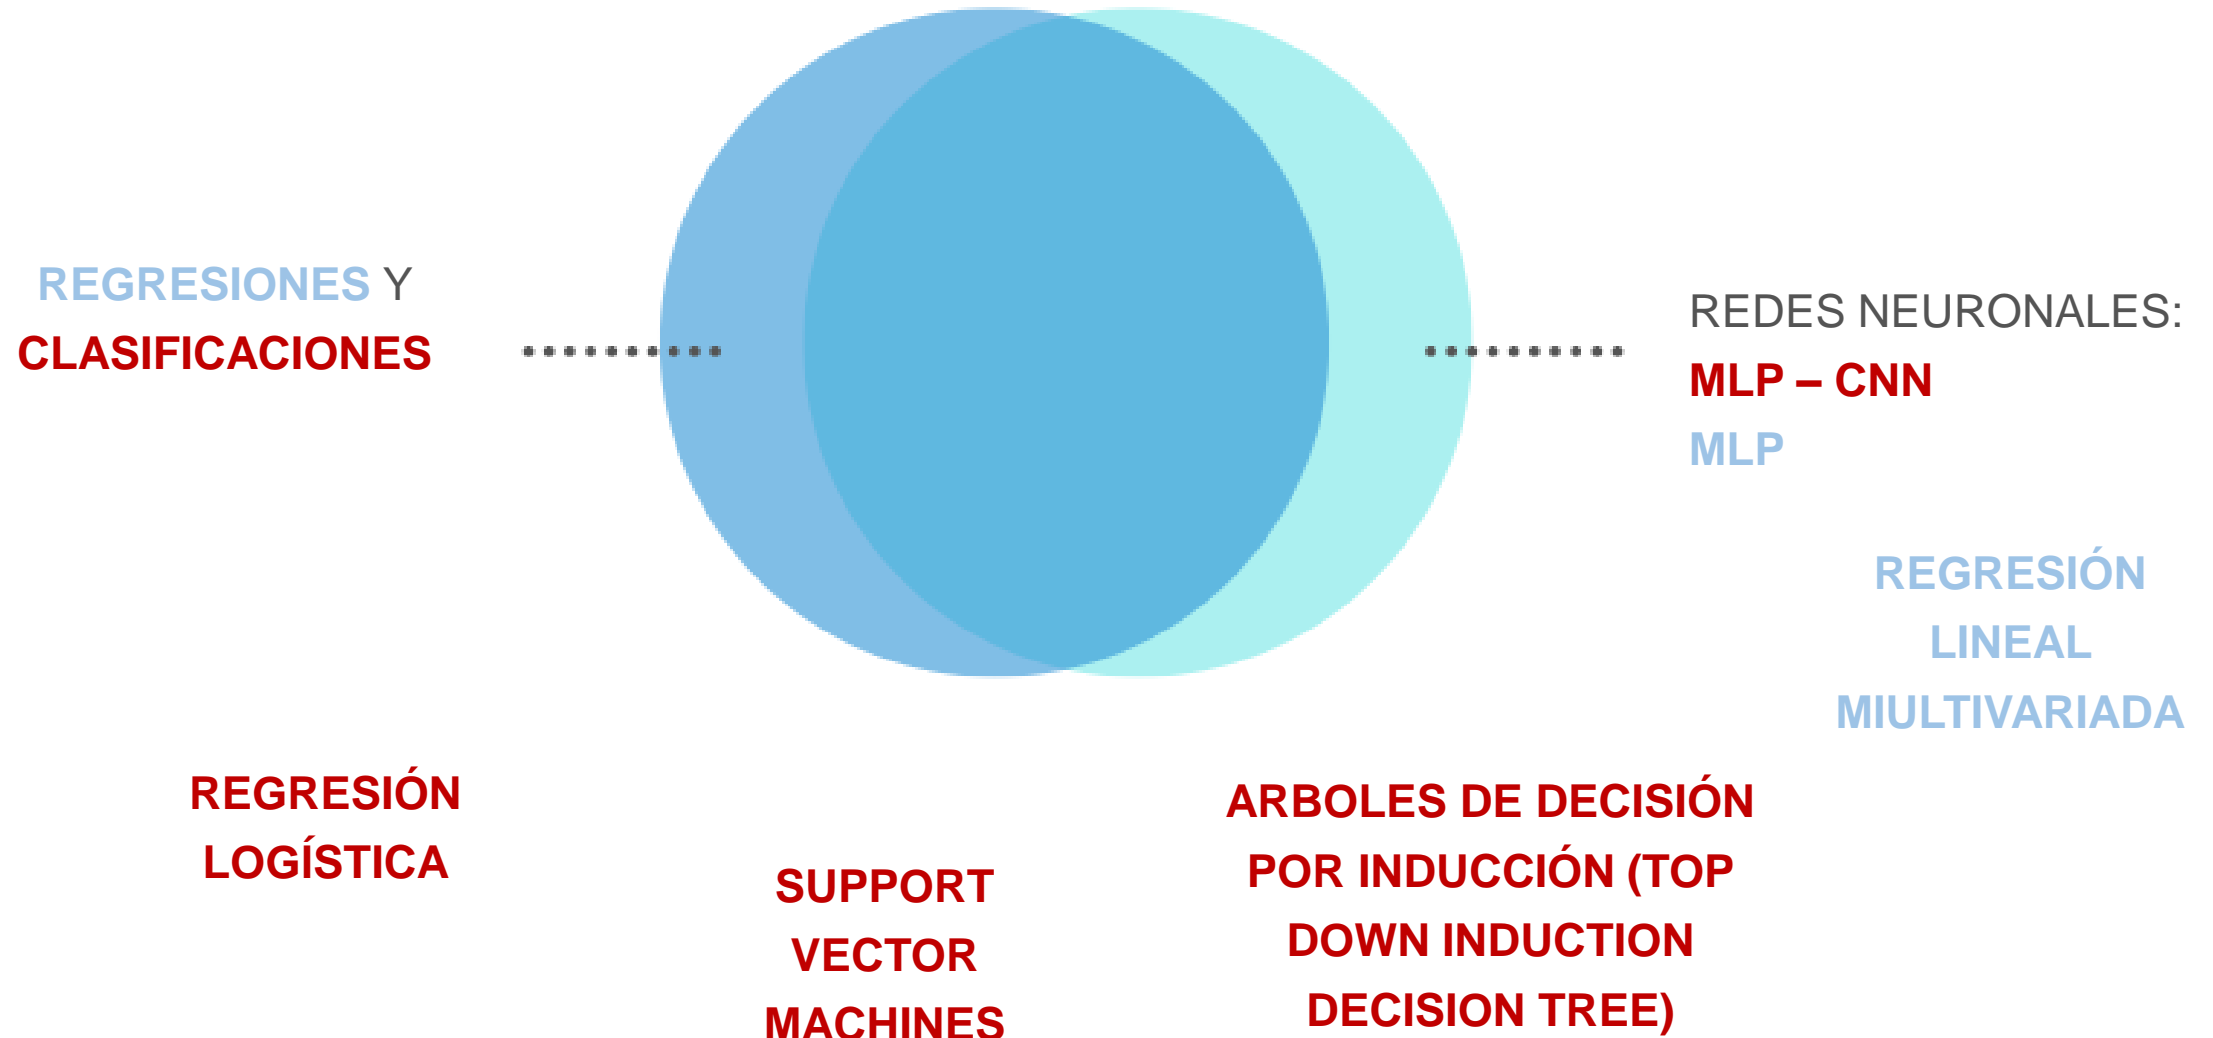 REGRESIONES Y
CLASIFICACIONES
REDES NEURONALES:
MLP – CNN
MLP
REGRESIÓN
LINEAL
MIULTIVARIADA
REGRESIÓN
LOGÍSTICA
SUPPORT
VECTOR
MACHINES
ARBOLES DE DECISIÓN
POR INDUCCIÓN (TOP
DOWN INDUCTION
DECISION TREE)